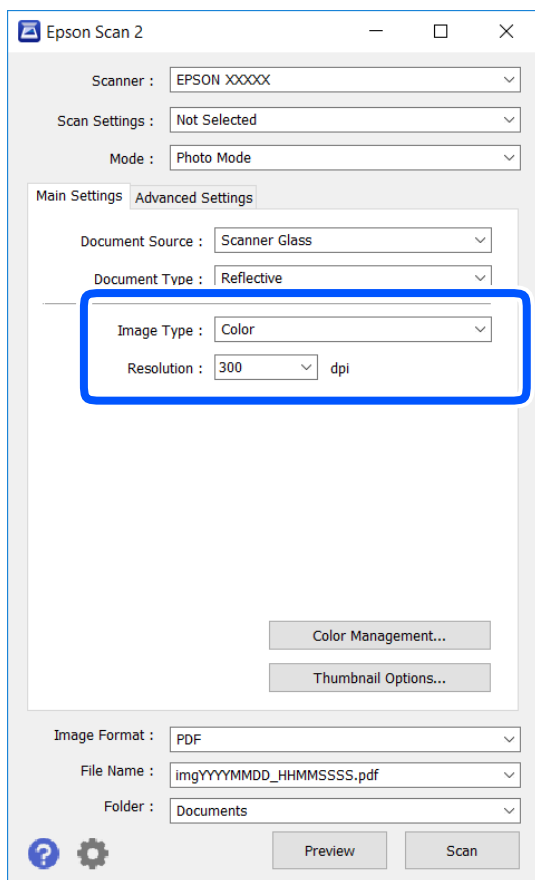 Epson Scan 2
Scanner : EPSON XXXXX
Scan Settings : Not Selected
Mode : Photo Mode
Main Settings Advanced Settings
Document Source : Scanner Glass
Document Type : Reflective
Image Type : Color
Resolution : 300 dpi
Color Management...
Thumbnail Options...
Image Format : PDF
File Name : imgYYYYMMDD_HHMMSSSS.pdf
Folder : Documents
? Preview Scan